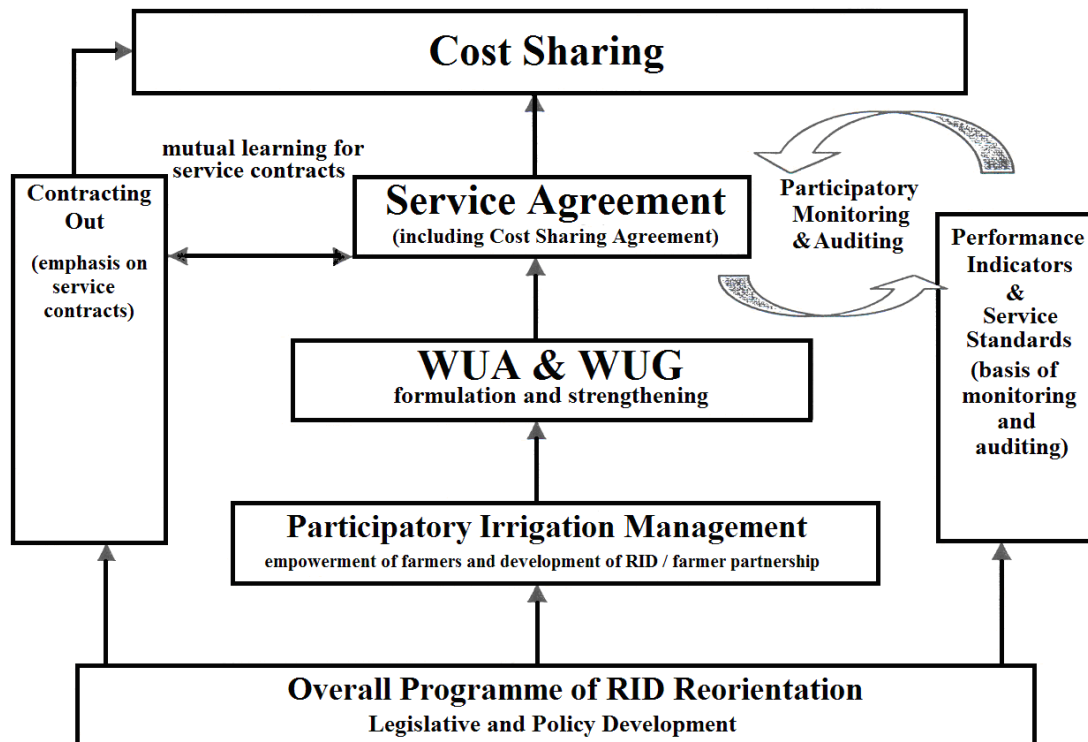 Cost Sharing
mutual learning for
service contracts
Contracting
Out
(emphasis on
service
contracts)
Service Agreement
(including Cost Sharing Agreement)
Participatory
Monitoring
& Auditing
Performance
Indicators
&
Service
Standards
(basis of
monitoring
and
auditing)
WUA & WUG
formulation and strengthening
Participatory Irrigation Management
empowerment of farmers and development of RID / farmer partnership
Overall Programme of RID Reorientation
Legislative and Policy Development